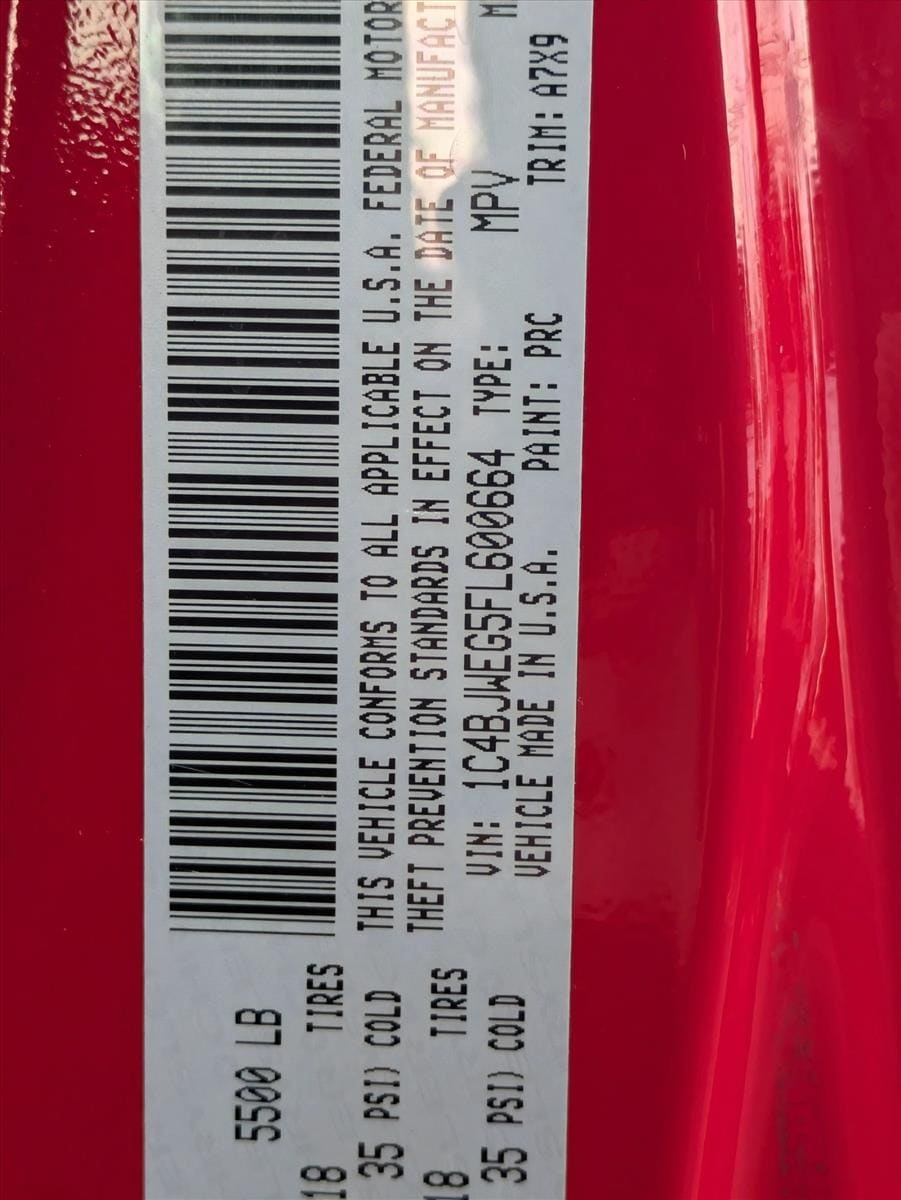 5500 LB
18 TIRES
35 PSI) COLD
18 TIRES
35 PSI) COLD
THIS VEHICLE CONFORMS TO ALL APPLICABLE U.S.A. FEDERAL MOTOR
THEFT PREVENTION STANDARDS IN EFFECT ON THE DATE OF MANUFACT
VIN: 1C4BJWEG5FL600664 TYPE: MPV M
VEHICLE MADE IN U.S.A. PAINT: PRC TRIM: A7X9